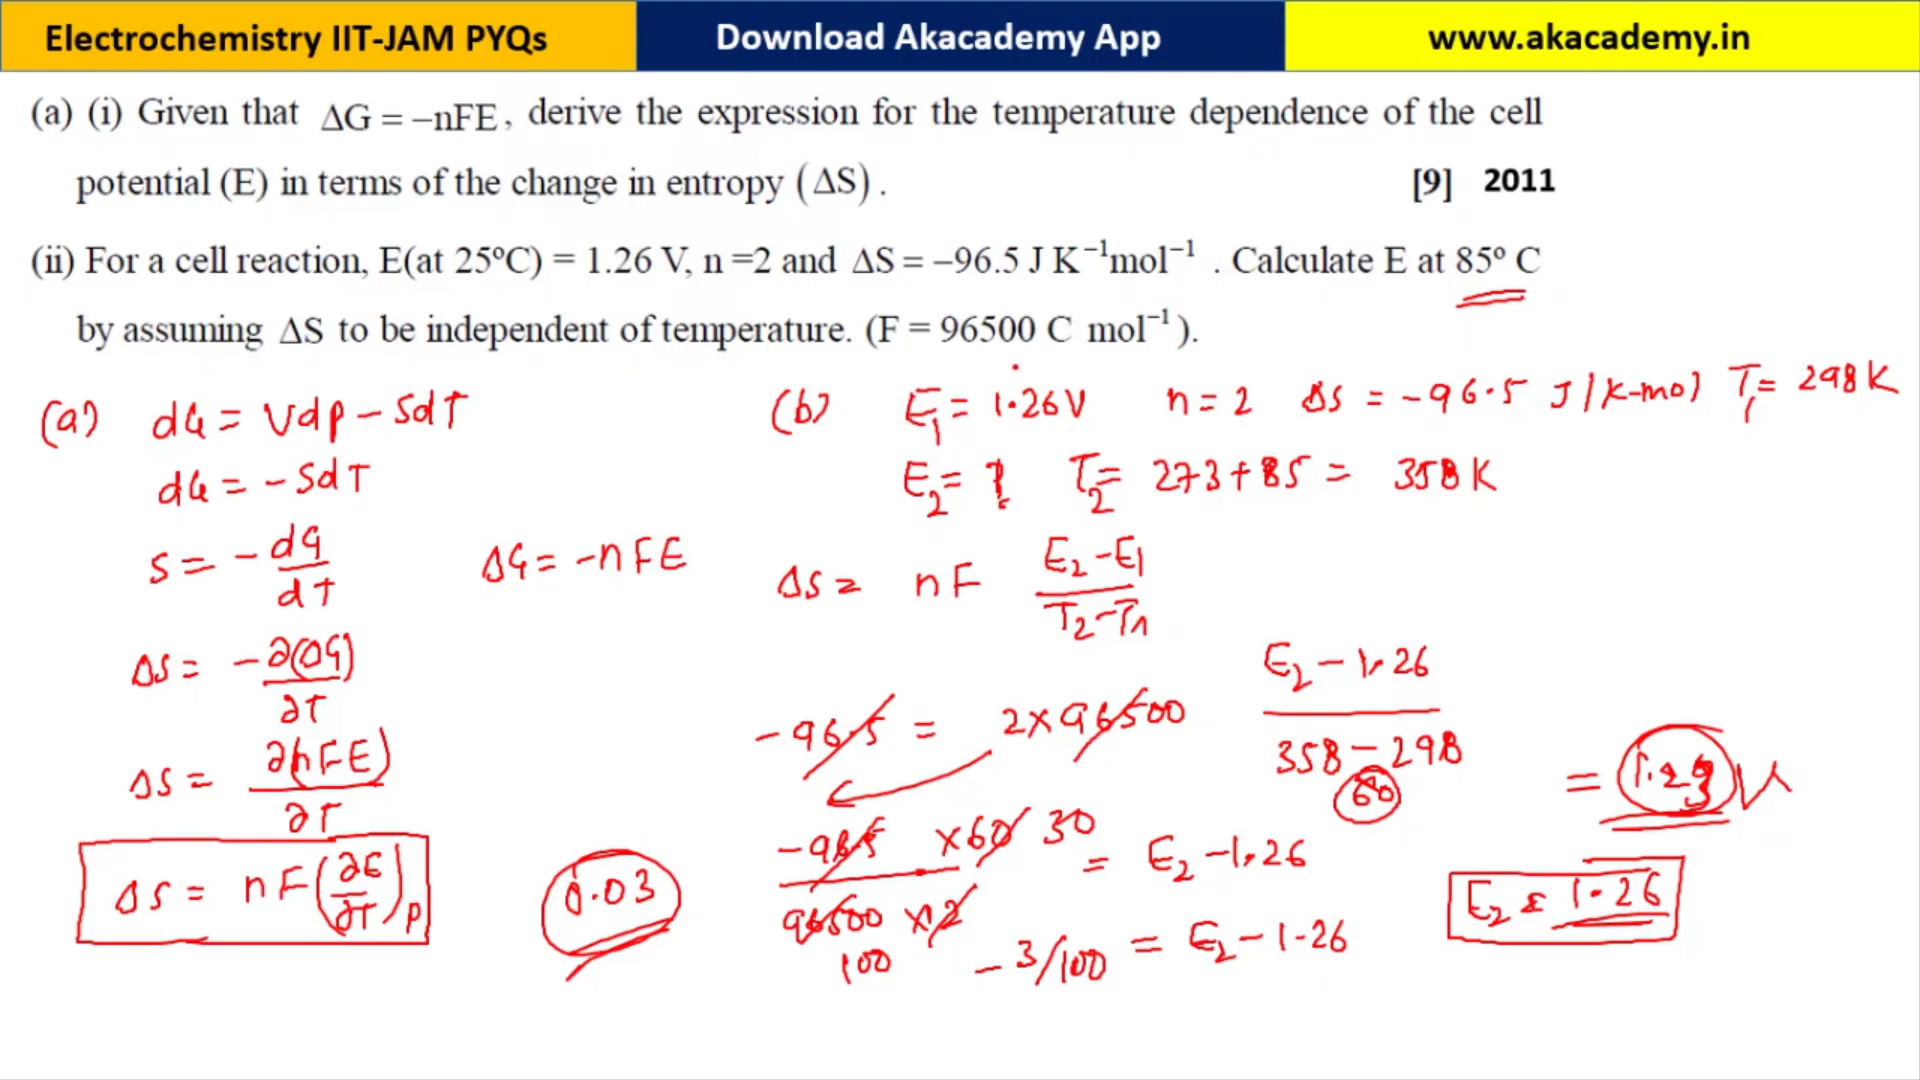 Electrochemistry IIT-JAM PYQs
Download Akacademy App
www.akacademy.in
(a) (i) Given that ΔG = −nFE, derive the expression for the temperature dependence of the cell
potential (E) in terms of the change in entropy (ΔS). [9] 2011
(ii) For a cell reaction, E(at 25ºC) = 1.26 V, n =2 and ΔS = −96.5 J K⁻¹mol⁻¹ . Calculate E at 85º C
by assuming ΔS to be independent of temperature. (F = 96500 C mol⁻¹).
(a) dG = Vdp − SdT
dG = − SdT
S = − dG/dT
ΔG = −nFE
ΔS = − ∂(ΔG)/∂T
ΔS = ∂(nFE)/∂T
ΔS = nF(∂E/∂T)p
0.03
(b) E₁ = 1.26V n = 2 ΔS = −96.5 J/K-mol T₁ = 298K
E₂ = ? T₂ = 273+85 = 358K
ΔS = nF E₂−E₁/T₂−T₁
−96.5 = 2×96500 E₂−1.26/358−298
60
−96.5 ×60 30/96500 ×2 = E₂−1.26
100
−3/100 = E₂−1.26
= 1.23 V
E₂ = 1.26